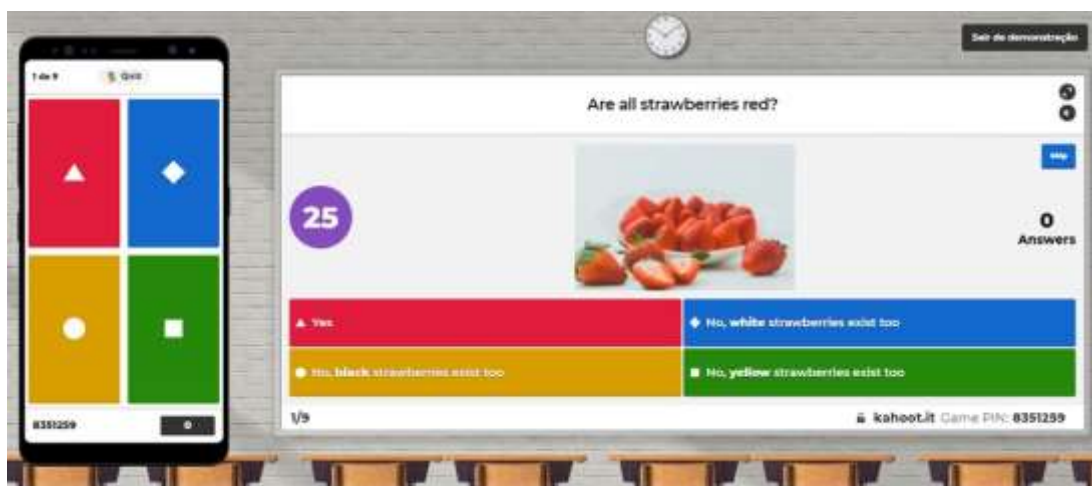 Sair de demonstração
1 de 9
Quiz
8351259
0
Are all strawberries red?
25
Skip
0
Answers
Yes
No, white strawberries exist too
No, black strawberries exist too
No, yellow strawberries exist too
1/9
kahoot.it Game PIN: 8351259